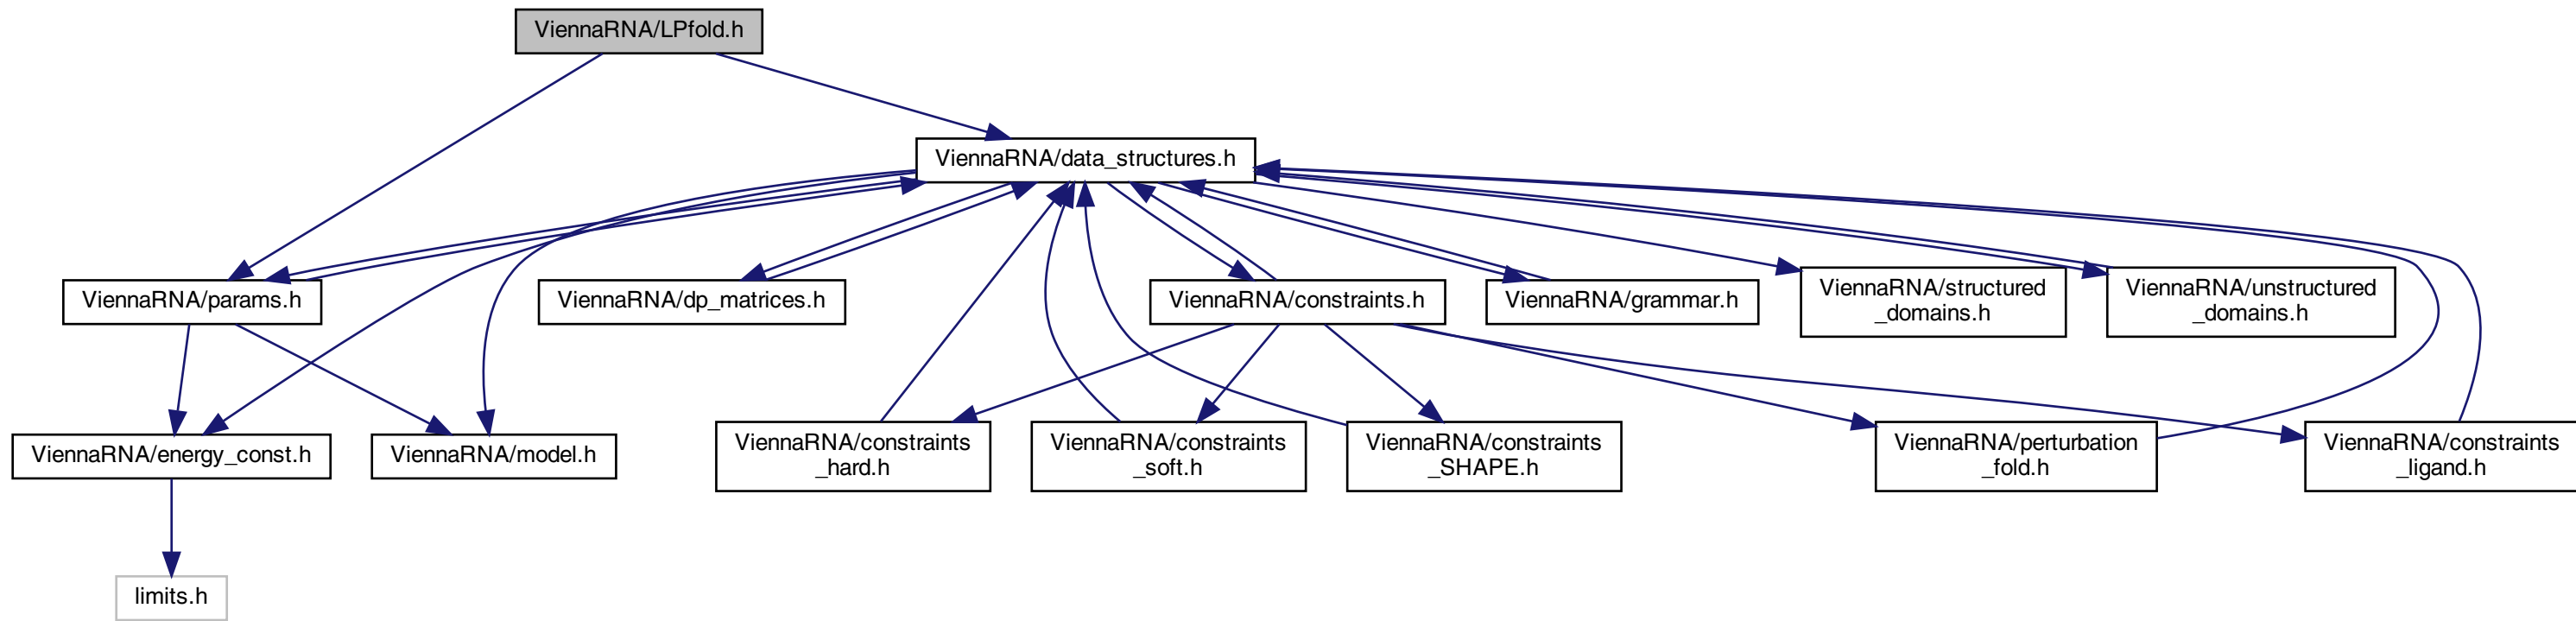 ViennaRNA/LPfold.h
ViennaRNA/data_structures.h
ViennaRNA/params.h
ViennaRNA/dp_matrices.h
ViennaRNA/constraints.h
ViennaRNA/grammar.h
ViennaRNA/structured
_domains.h
ViennaRNA/unstructured
_domains.h
ViennaRNA/energy_const.h
ViennaRNA/model.h
ViennaRNA/constraints
_hard.h
ViennaRNA/constraints
_soft.h
ViennaRNA/constraints
_SHAPE.h
ViennaRNA/perturbation
_fold.h
ViennaRNA/constraints
_ligand.h
limits.h